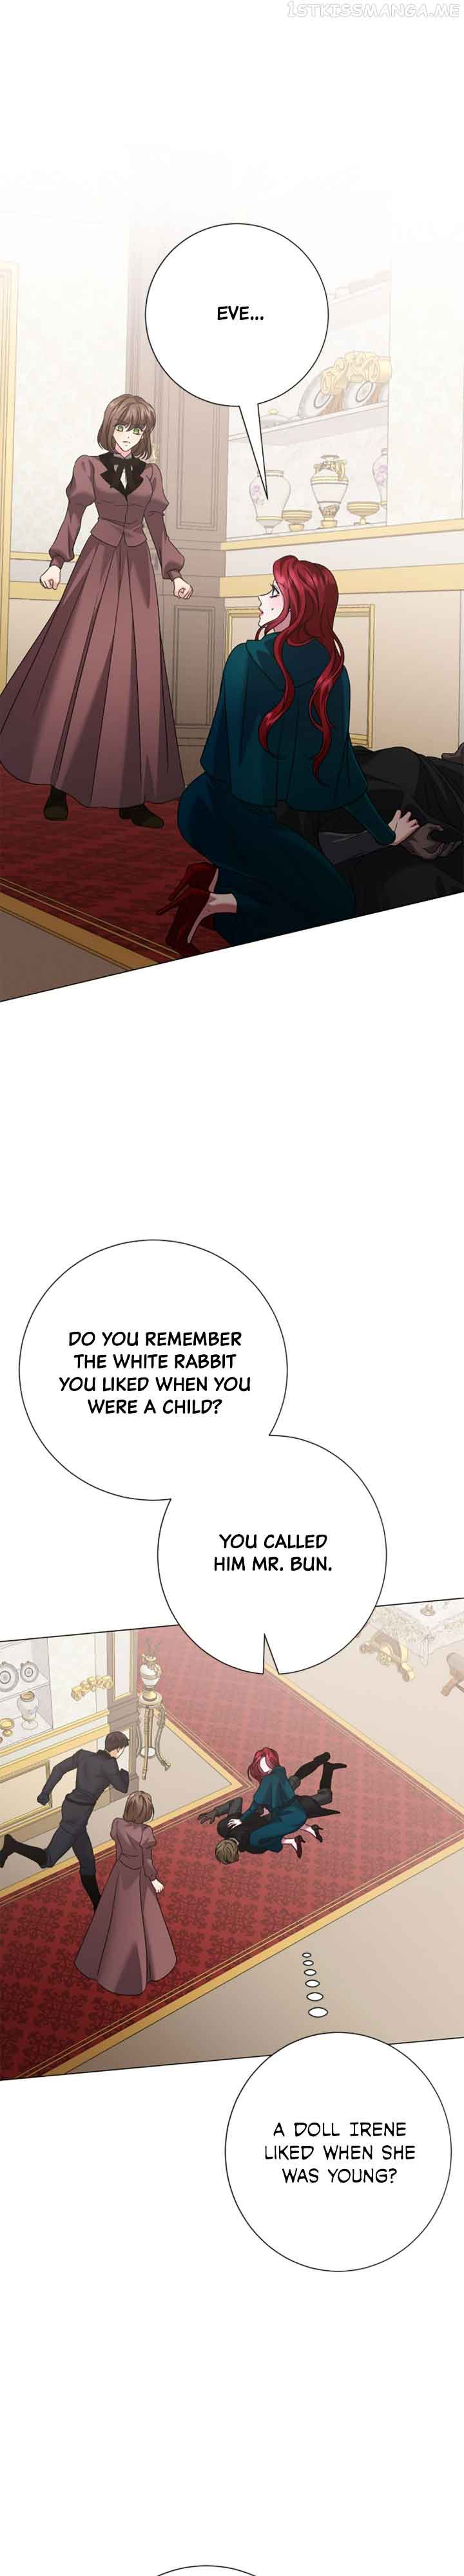 1STKISSMANGA.ME
EVE...
DO YOU REMEMBER
THE WHITE RABBIT
YOU LIKED WHEN YOU
WERE A CHILD?
YOU CALLED
HIM MR. BUN.
A DOLL IRENE
LIKED WHEN SHE
WAS YOUNG?